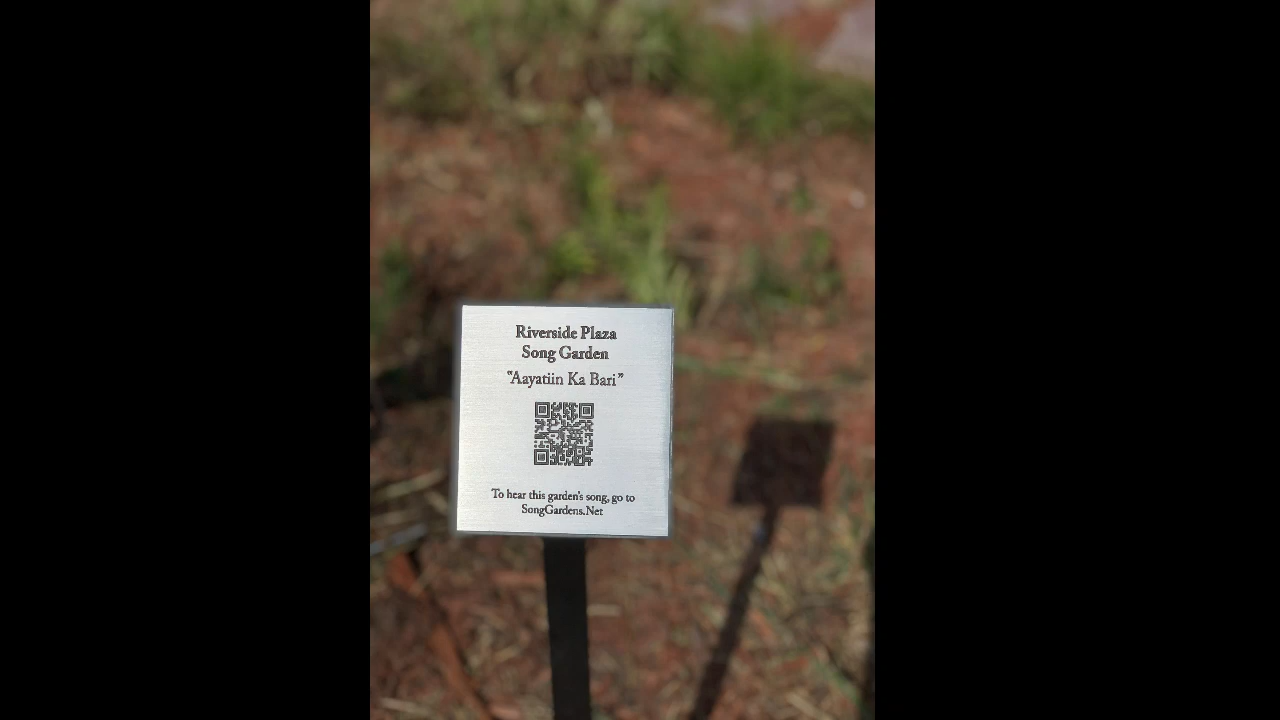 Riverside Plaza
Song Garden
"Aayatiin Ka Bari"
To hear this garden's song, go to
SongGardens.Net